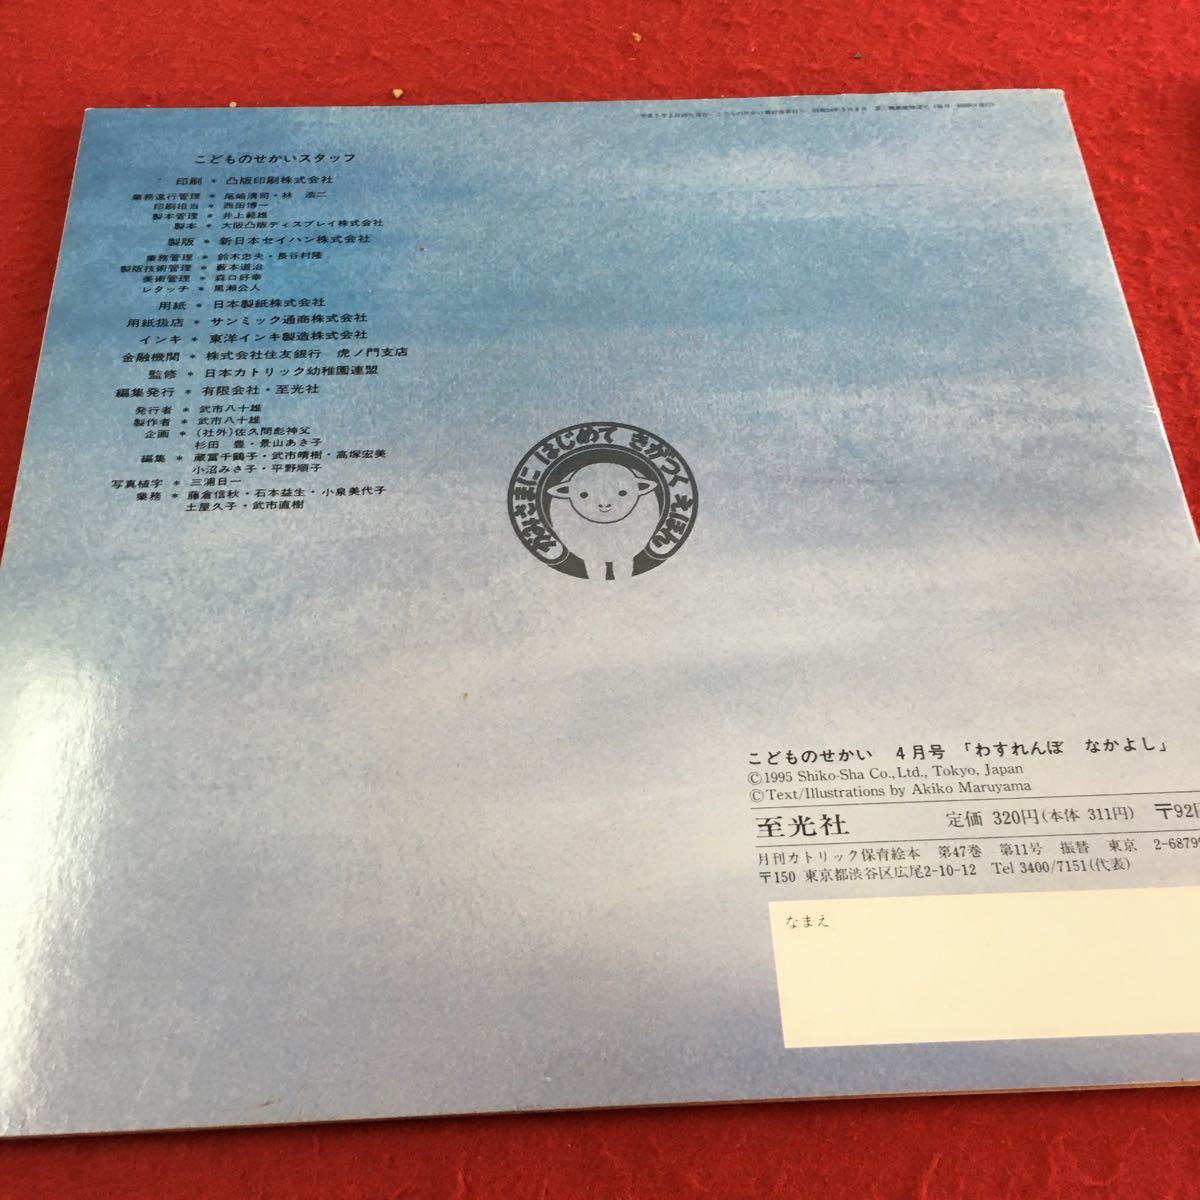 こどものせかいスタッフ
印刷 * 凸版印刷株式会社
業務進行管理 * 尾崎清司・林 浩二
印刷担当 * 西田博一
製本管理 * 井上範雄
製本 * 大阪凸版ディスプレイ株式会社
製版 * 新日本セイハン株式会社
業務管理 * 鈴木忠夫・長谷村隆
製版技術管理 * 藪本道治
美術管理 * 森口好幸
レタッチ * 黒瀬公人
用紙 * 日本製紙株式会社
用紙扱店 * サンミック通商株式会社
インキ * 東洋インキ製造株式会社
金融機関 * 株式会社住友銀行 虎ノ門支店
監修 * 日本カトリック幼稚園連盟
編集発行 * 有限会社・至光社
発行者 * 武市八十雄
製作者 * 武市八十雄
企画 * (社外)佐久間彪神父
杉田 豊・景山あき子
編集 * 蔵冨千鶴子・武市晴樹・高塚宏美
小沼みさ子・平野順子
写真植字 * 三浦日一
業務 * 藤倉信秋・石本益生・小泉美代子
土屋久子・武市直樹
かみさまに はじめて きがつく えほん
こどものせかい 4月号 「わすれんぼ なかよし」
©1995 Shiko-Sha Co.,Ltd., Tokyo, Japan
©Text/Illustrations by Akiko Maruyama
至光社 定価 320円(本体 311円) 〒92円
月刊カトリック保育絵本 第47巻 第11号 振替 東京 2-6879
〒150 東京都渋谷区広尾2-10-12 Tel 3400/7151(代表)
なまえ